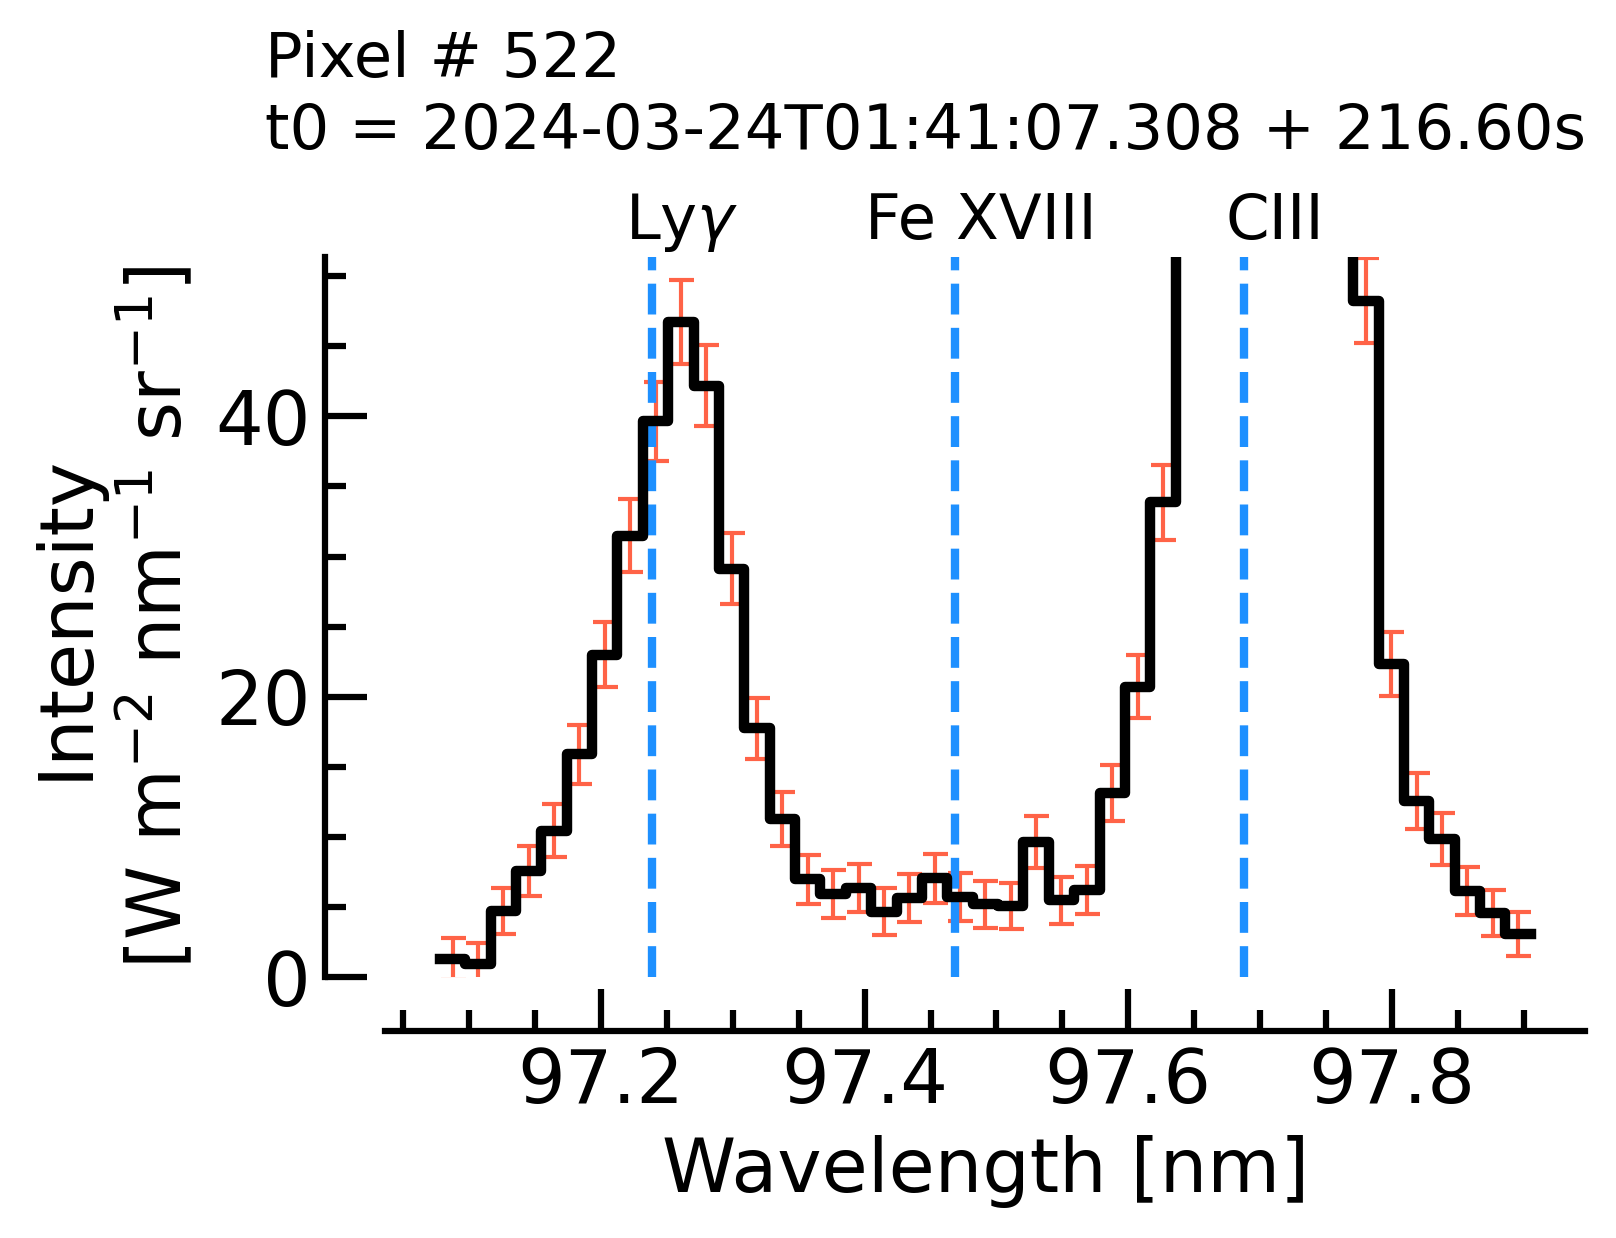 Pixel # 522
t0 = 2024-03-24T01:41:07.308 + 216.60s
Lyγ Fe XVIII CIII
Intensity
[W m⁻² nm⁻¹ sr⁻¹]
40
20
0
97.2 97.4 97.6 97.8
Wavelength [nm]